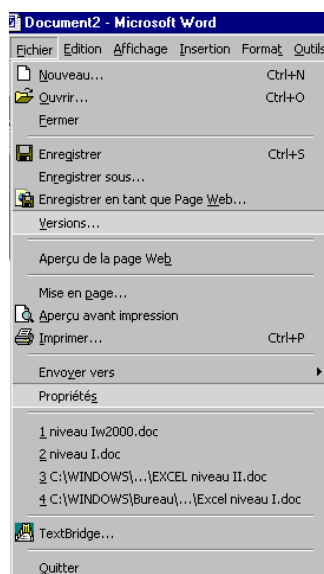 Document2 - Microsoft Word
Fichier Edition Affichage Insertion Format Outils
Nouveau... Ctrl+N
Ouvrir... Ctrl+O
Fermer
Enregistrer Ctrl+S
Enregistrer sous...
Enregistrer en tant que Page Web...
Versions...
Aperçu de la page Web
Mise en page...
Aperçu avant impression
Imprimer... Ctrl+P
Envoyer vers
Propriétés
1 niveau Iw2000.doc
2 niveau I.doc
3 C:\WINDOWS\...\EXCEL niveau II.doc
4 C:\WINDOWS\Bureau\...\Excel niveau I.doc
TextBridge...
Quitter